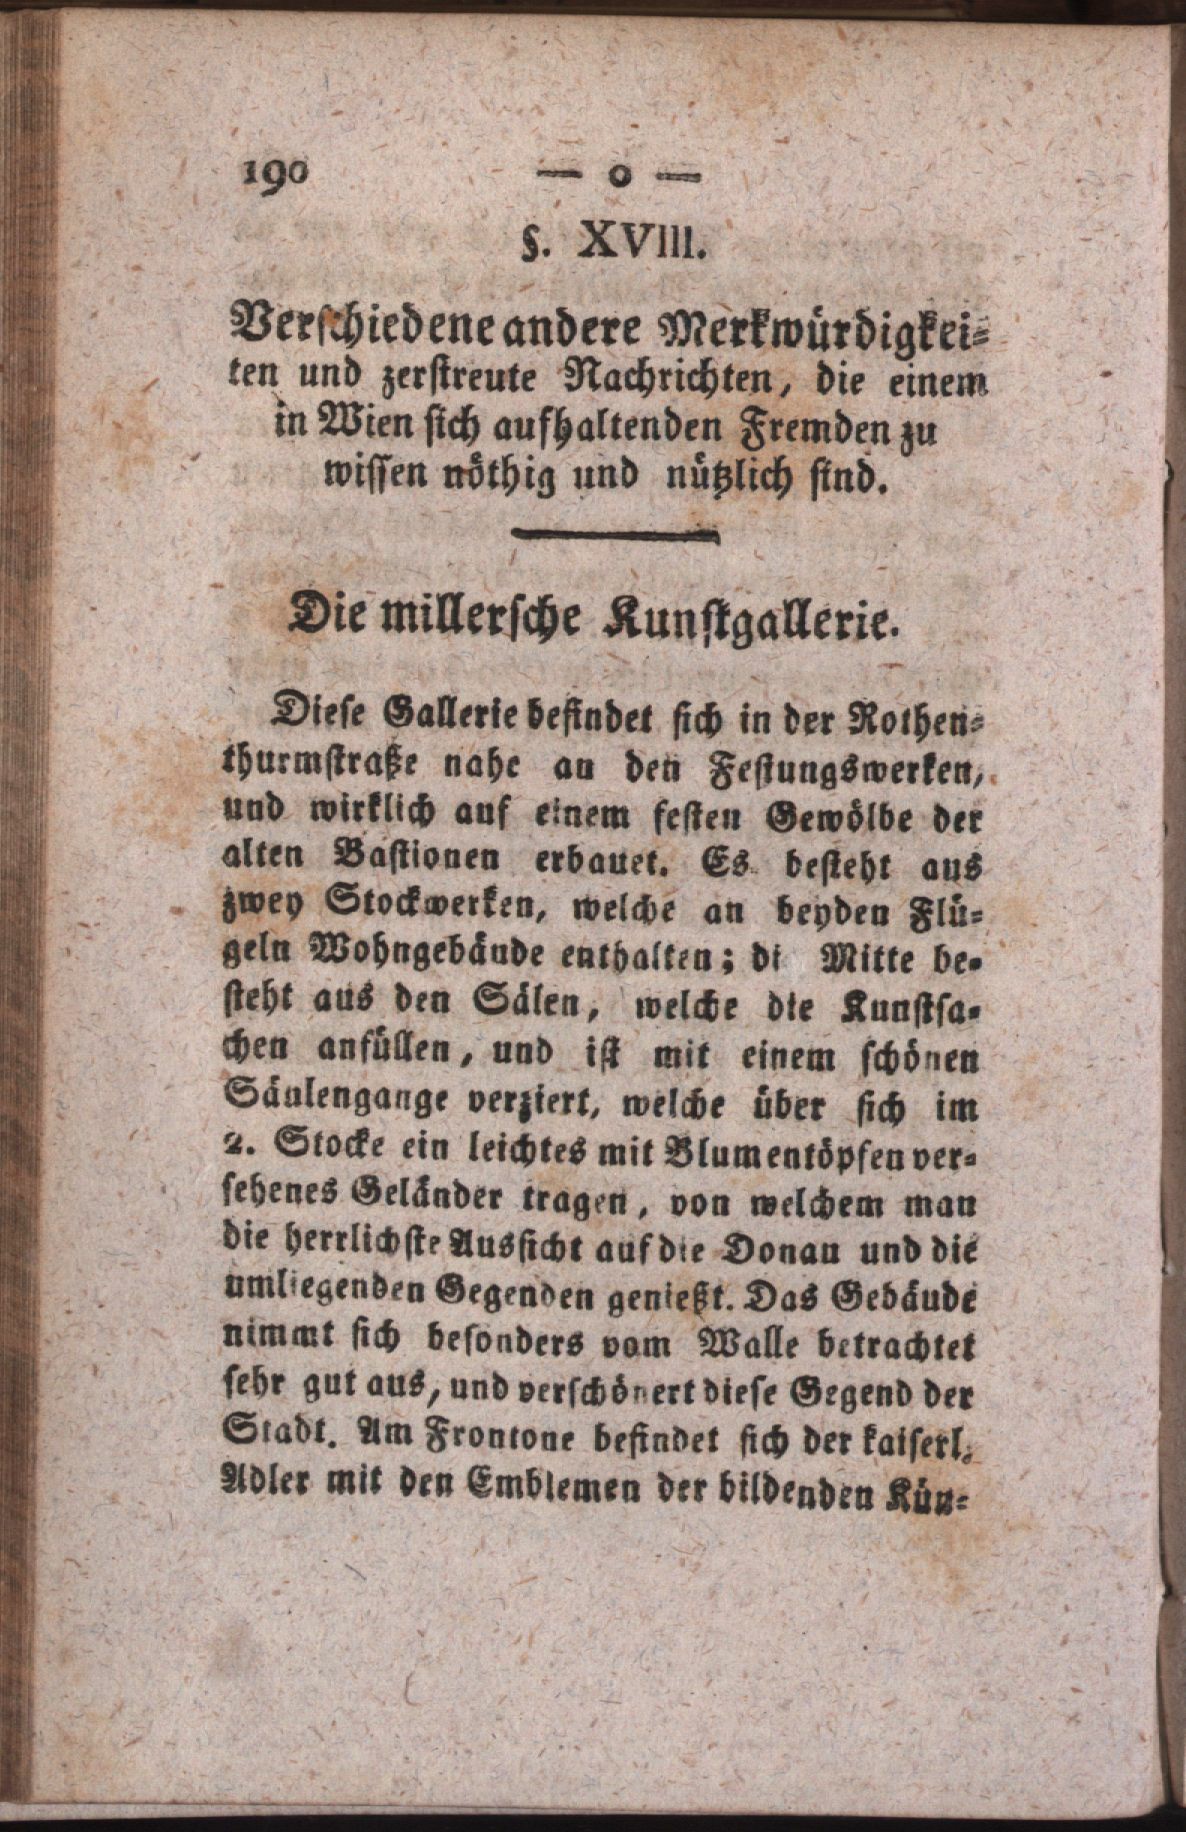 190 — o —
§. XVIII.
Verschiedene andere Merkwürdigkei-
ten und zerstreute Nachrichten, die einem
in Wien sich aufhaltenden Fremden zu
wissen nöthig und nützlich sind.
Die millersche Kunstgallerie.
Diese Gallerie befindet sich in der Rothen-
thurmstraße nahe an den Festungswerken,
und wirklich auf einem festen Gewölbe der
alten Bastionen erbauet. Es besteht aus
zwey Stockwerken, welche an beyden Flü-
geln Wohngebäude enthalten; di Mitte be-
steht aus den Sälen, welche die Kunstsa-
chen anfüllen, und ist mit einem schönen
Säulengange verziert, welche über sich im
2. Stocke ein leichtes mit Blumentöpfen ver-
sehenes Geländer tragen, von welchem man
die herrlichste Aussicht auf die Donau und die
umliegenden Gegenden genießt. Das Gebäude
nimmt sich besonders vom Walle betrachtet
sehr gut aus, und verschönert diese Gegend der
Stadt. Am Frontone befindet sich der kaiserl.
Adler mit den Emblemen der bildenden Kün-